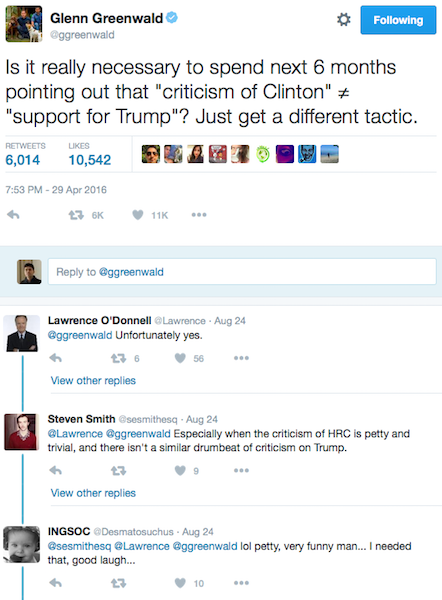 Glenn Greenwald
@ggreenwald
Following
Is it really necessary to spend next 6 months
pointing out that "criticism of Clinton" ≠
"support for Trump"? Just get a different tactic.
RETWEETS LIKES
6,014 10,542
7:53 PM - 29 Apr 2016
6K 11K
Reply to @ggreenwald
Lawrence O'Donnell @Lawrence · Aug 24
@ggreenwald Unfortunately yes.
6 56
View other replies
Steven Smith @sesmithesq · Aug 24
@Lawrence @ggreenwald Especially when the criticism of HRC is petty and
trivial, and there isn't a similar drumbeat of criticism on Trump.
9
View other replies
INGSOC @Desmatosuchus · Aug 24
@sesmithesq @Lawrence @ggreenwald lol petty, very funny man... I needed
that, good laugh...
10